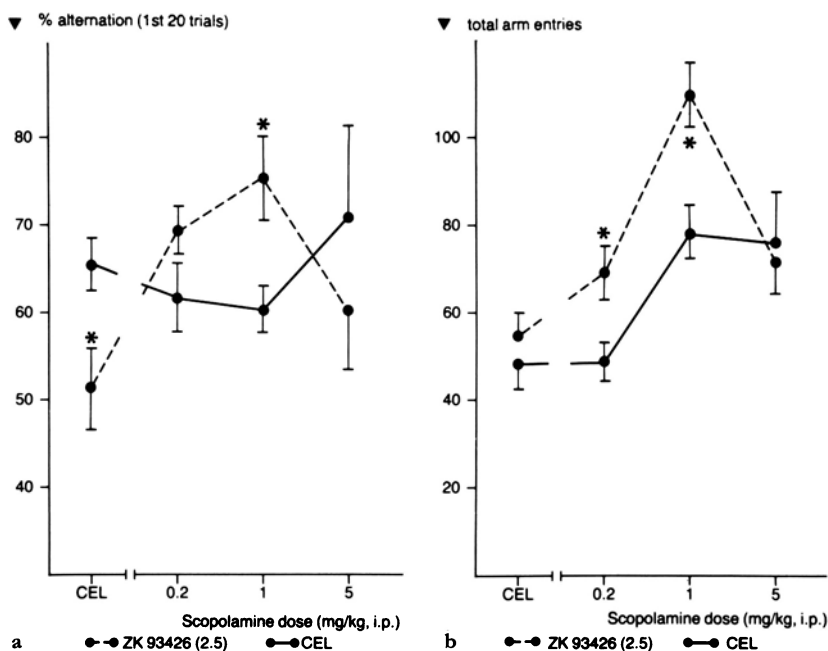 ▼ % alternation (1st 20 trials)
80
70
60
50
40
*
*
CEL 0.2 1 5
Scopolamine dose (mg/kg, i.p.)
a ●--● ZK 93426 (2.5) ●—● CEL
▼ total arm entries
100
80
60
40
20
*
*
CEL 0.2 1 5
Scopolamine dose (mg/kg, i.p.)
b ●--● ZK 93426 (2.5) ●—● CEL